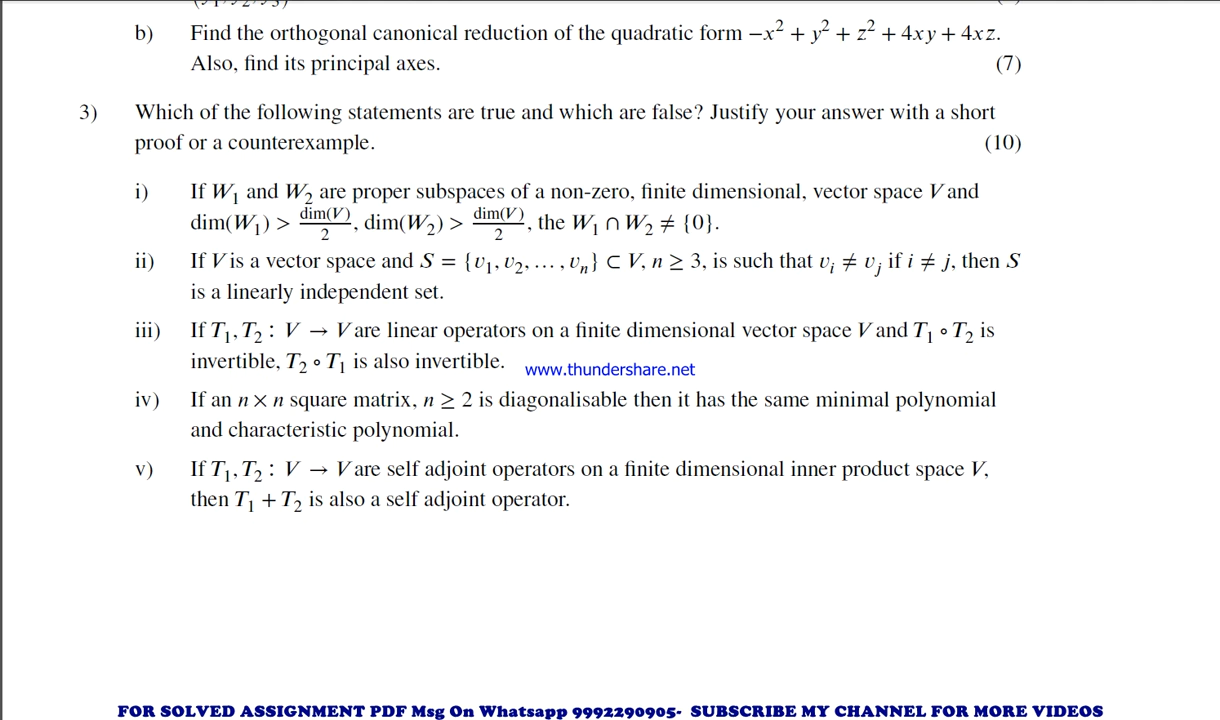 b) Find the orthogonal canonical reduction of the quadratic form −x² + y² + z² + 4xy + 4xz.
Also, find its principal axes. (7)
3) Which of the following statements are true and which are false? Justify your answer with a short
proof or a counterexample. (10)
i) If W₁ and W₂ are proper subspaces of a non-zero, finite dimensional, vector space V and
dim(W₁) > dim(V)/2, dim(W₂) > dim(V)/2, the W₁ ∩ W₂ ≠ {0}.
ii) If V is a vector space and S = {v₁, v₂, … , vₙ} ⊂ V, n ≥ 3, is such that vᵢ ≠ vⱼ if i ≠ j, then S
is a linearly independent set.
iii) If T₁, T₂ : V → V are linear operators on a finite dimensional vector space V and T₁ ∘ T₂ is
invertible, T₂ ∘ T₁ is also invertible.
www.thundershare.net
iv) If an n × n square matrix, n ≥ 2 is diagonalisable then it has the same minimal polynomial
and characteristic polynomial.
v) If T₁, T₂ : V → V are self adjoint operators on a finite dimensional inner product space V,
then T₁ + T₂ is also a self adjoint operator.
FOR SOLVED ASSIGNMENT PDF Msg On Whatsapp 9992290905- SUBSCRIBE MY CHANNEL FOR MORE VIDEOS